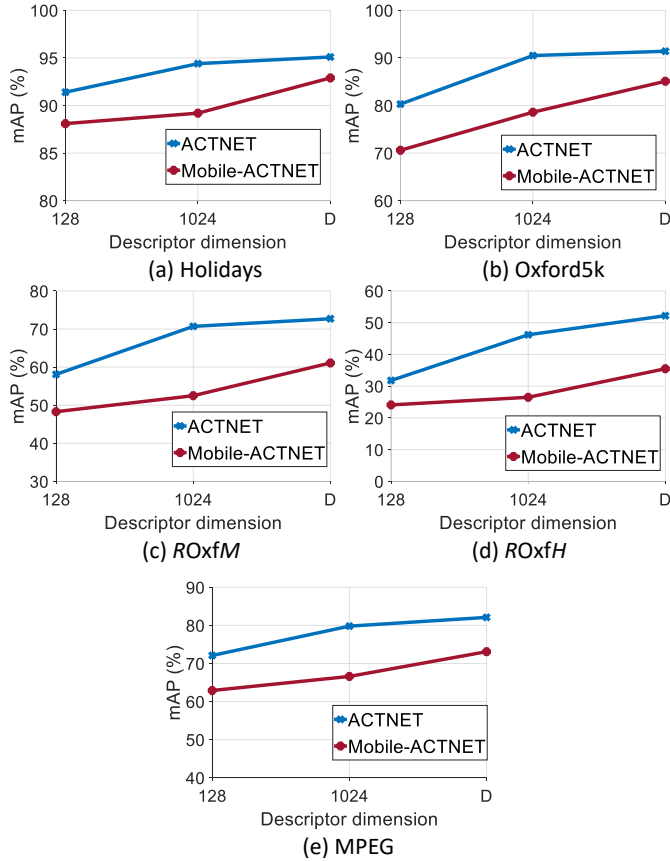 100
95
90
85
80
mAP (%)
ACTNET
Mobile-ACTNET
128 1024 D
Descriptor dimension
(a) Holidays
100
90
80
70
60
mAP (%)
ACTNET
Mobile-ACTNET
128 1024 D
Descriptor dimension
(b) Oxford5k
80
70
60
50
40
30
mAP (%)
ACTNET
Mobile-ACTNET
128 1024 D
Descriptor dimension
(c) ROxfM
60
50
40
30
20
10
0
mAP (%)
ACTNET
Mobile-ACTNET
128 1024 D
Descriptor dimension
(d) ROxfH
90
80
70
60
50
40
mAP (%)
ACTNET
Mobile-ACTNET
128 1024 D
Descriptor dimension
(e) MPEG